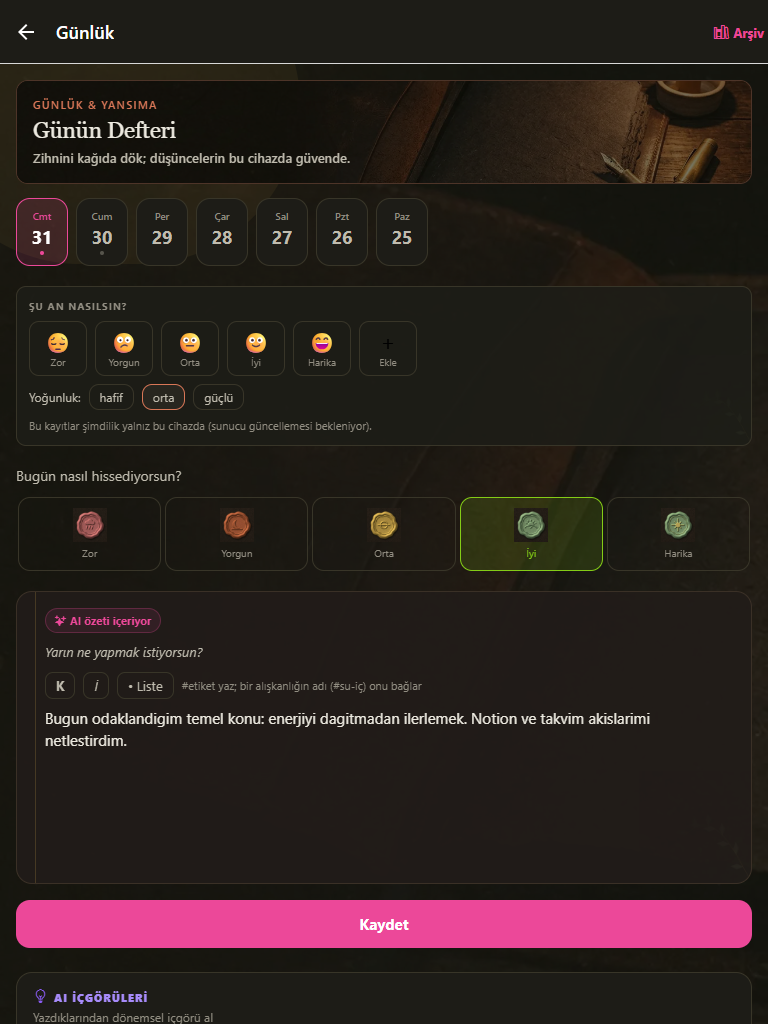 Günlük
Arşiv
GÜNLÜK & YANSIMA
Günün Defteri
Zihnini kağıda dök; düşüncelerin bu cihazda güvende.
Cmt Cum Per Çar Sal Pzt Paz
31 30 29 28 27 26 25
ŞU AN NASILSIN?
Zor Yorgun Orta İyi Harika Ekle
Yoğunluk: hafif orta güçlü
Bu kayıtlar şimdilik yalnız bu cihazda (sunucu güncellemesi bekleniyor).
Bugün nasıl hissediyorsun?
Zor Yorgun Orta İyi Harika
AI özeti içeriyor
Yarın ne yapmak istiyorsun?
K İ • Liste #etiket yaz; bir alışkanlığın adı (#su-iç) onu bağlar
Bugun odaklandigim temel konu: enerjiyi dagitmadan ilerlemek. Notion ve takvim akislarimi
netlestirdim.
Kaydet
AI İÇGÖRÜLERİ
Yazdıklarından dönemsel içgörü al